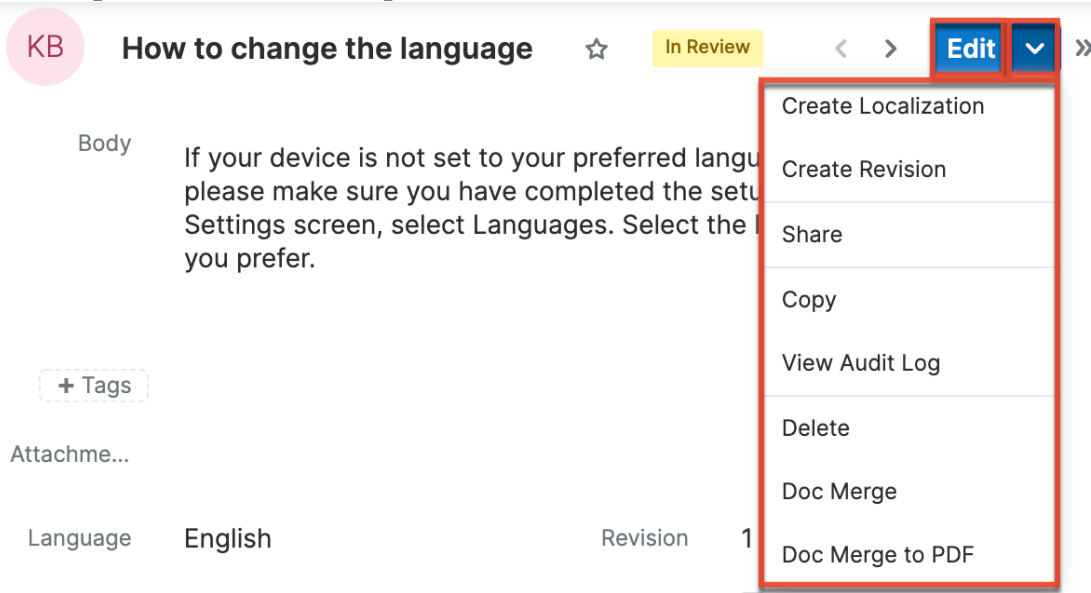 KB
How to change the language
In Review
Edit
Create Localization
Create Revision
Share
Copy
View Audit Log
Delete
Doc Merge
Doc Merge to PDF
Body
If your device is not set to your preferred langu
please make sure you have completed the setu
Settings screen, select Languages. Select the
you prefer.
+ Tags
Attachme...
Language
English
Revision
1